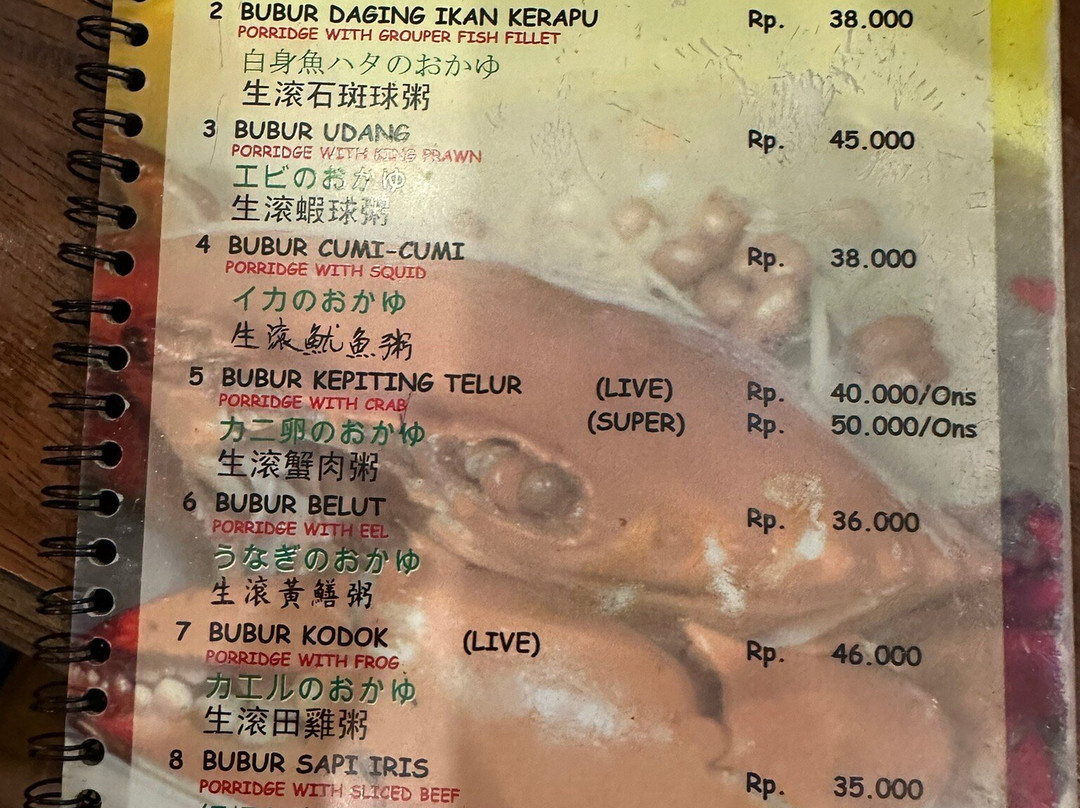 2 BUBUR DAGING IKAN KERAPU Rp. 38.000
PORRIDGE WITH GROUPER FISH FILLET
白身魚ハタのおかゆ
生滚石斑球粥
3 BUBUR UDANG Rp. 45.000
PORRIDGE WITH KING PRAWN
エビのおかゆ
生滚蝦球粥
4 BUBUR CUMI-CUMI Rp. 38.000
PORRIDGE WITH SQUID
イカのおかゆ
生滚魷魚粥
5 BUBUR KEPITING TELUR (LIVE) Rp. 40.000/Ons
PORRIDGE WITH CRAB (SUPER) Rp. 50.000/Ons
カニ卵のおかゆ
生滚蟹肉粥
6 BUBUR BELUT Rp. 36.000
PORRIDGE WITH EEL
うなぎのおかゆ
生滚黃鱔粥
7 BUBUR KODOK (LIVE) Rp. 46.000
PORRIDGE WITH FROG
カエルのおかゆ
生滚田雞粥
8 BUBUR SAPI IRIS Rp. 35.000
PORRIDGE WITH SLICED BEEF